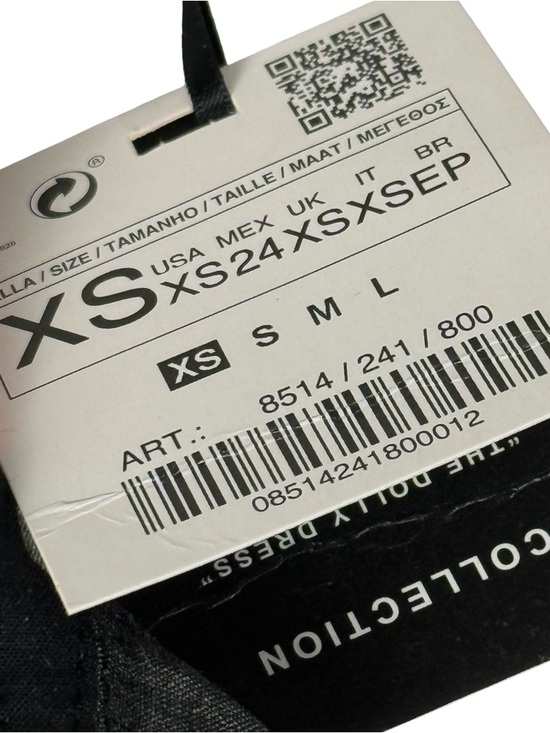 ®
TALLA / SIZE / TAMANHO / TAILLE / MAAT / ΜΕΓΕΘΟΣ
XS USA MEX UK IT BR
XS 24 XS XS EP
XS S M L
ART.: 8514 / 241 / 800
08514241800012
"THE DOLLY DRESS"
COLLECTION